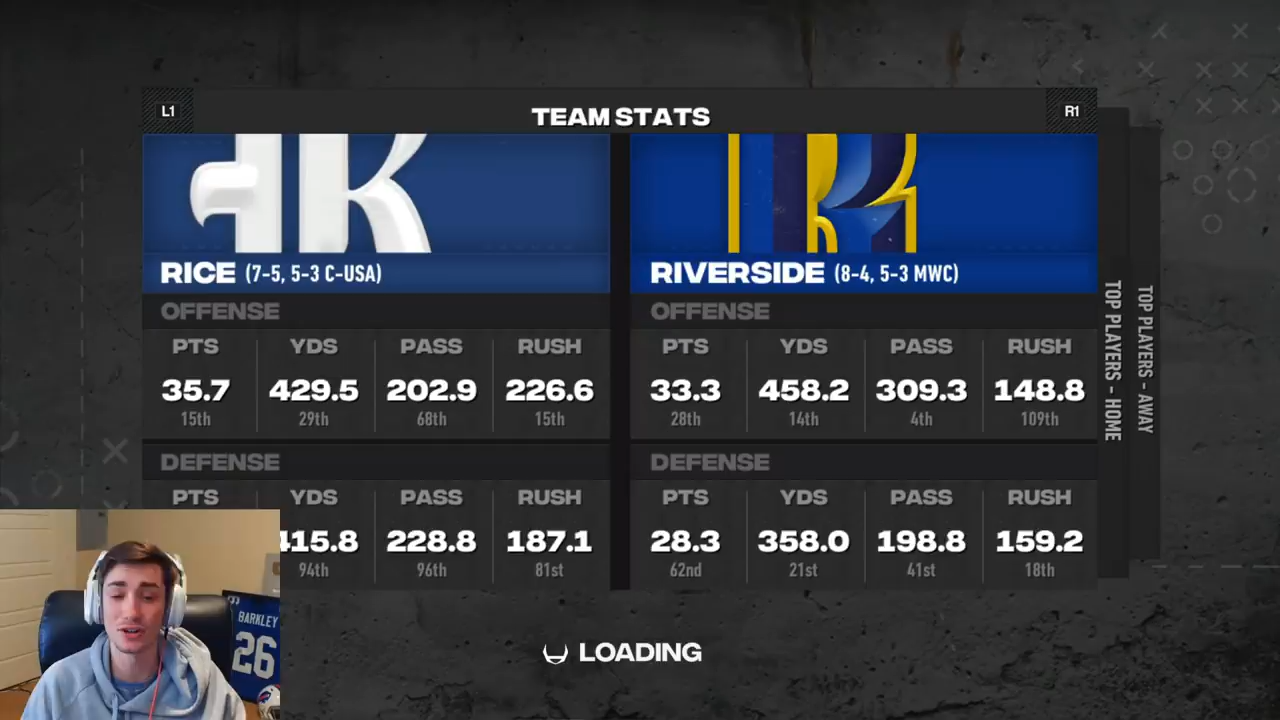 L1
TEAM STATS
R1
RICE (7-5, 5-3 C-USA)
OFFENSE
PTS YDS PASS RUSH
35.7 429.5 202.9 226.6
15th 29th 68th 15th
DEFENSE
PTS YDS PASS RUSH
415.8 228.8 187.1
94th 96th 81st
RIVERSIDE (8-4, 5-3 MWC)
OFFENSE
PTS YDS PASS RUSH
33.3 458.2 309.3 148.8
28th 14th 4th 109th
DEFENSE
PTS YDS PASS RUSH
28.3 358.0 198.8 159.2
62nd 21st 41st 18th
TOP PLAYERS - HOME
TOP PLAYERS - AWAY
BARKLEY
26
LOADING